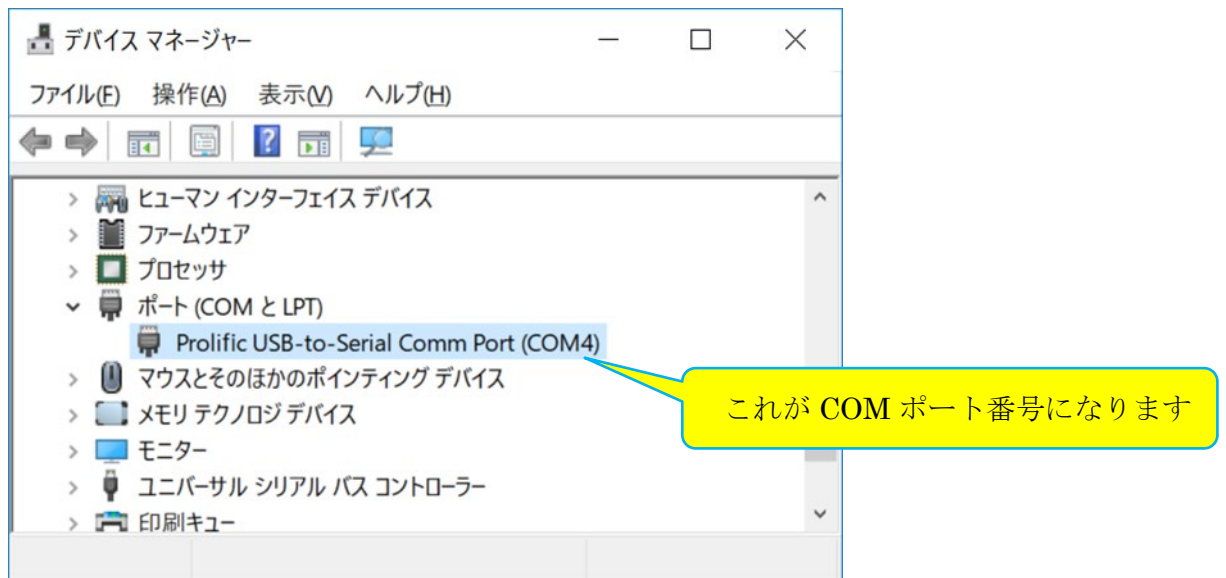 デバイス マネージャー
ファイル(F) 操作(A) 表示(V) ヘルプ(H)
ヒューマン インターフェイス デバイス
ファームウェア
プロセッサ
ポート (COM と LPT)
Prolific USB-to-Serial Comm Port (COM4)
マウスとそのほかのポインティング デバイス
これが COM ポート番号になります
メモリ テクノロジ デバイス
モニター
ユニバーサル シリアル バス コントローラー
印刷キュー